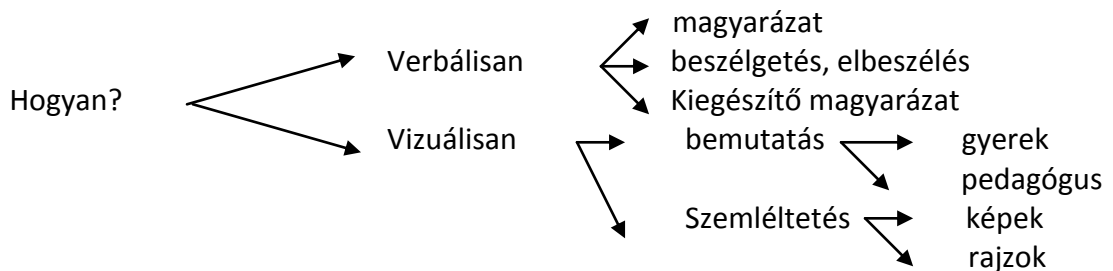 magyarázat
Verbálisan beszélgetés, elbeszélés
Hogyan? Kiegészítő magyarázat
Vizuálisan bemutatás gyerek
pedagógus
Szemléltetés képek
rajzok